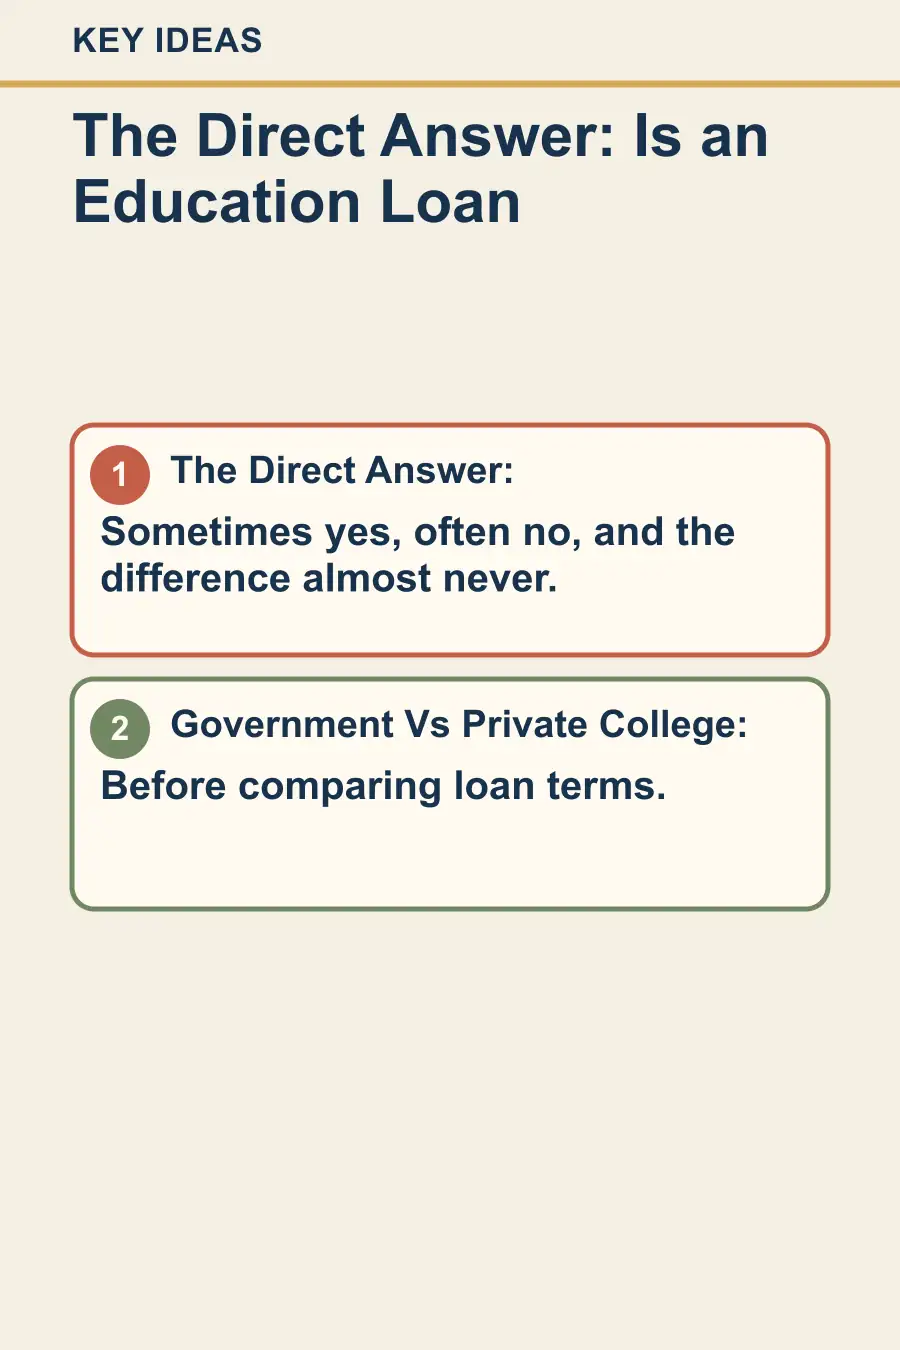 KEY IDEAS
The Direct Answer: Is an
Education Loan
1 The Direct Answer:
Sometimes yes, often no, and the
difference almost never.
2 Government Vs Private College:
Before comparing loan terms.